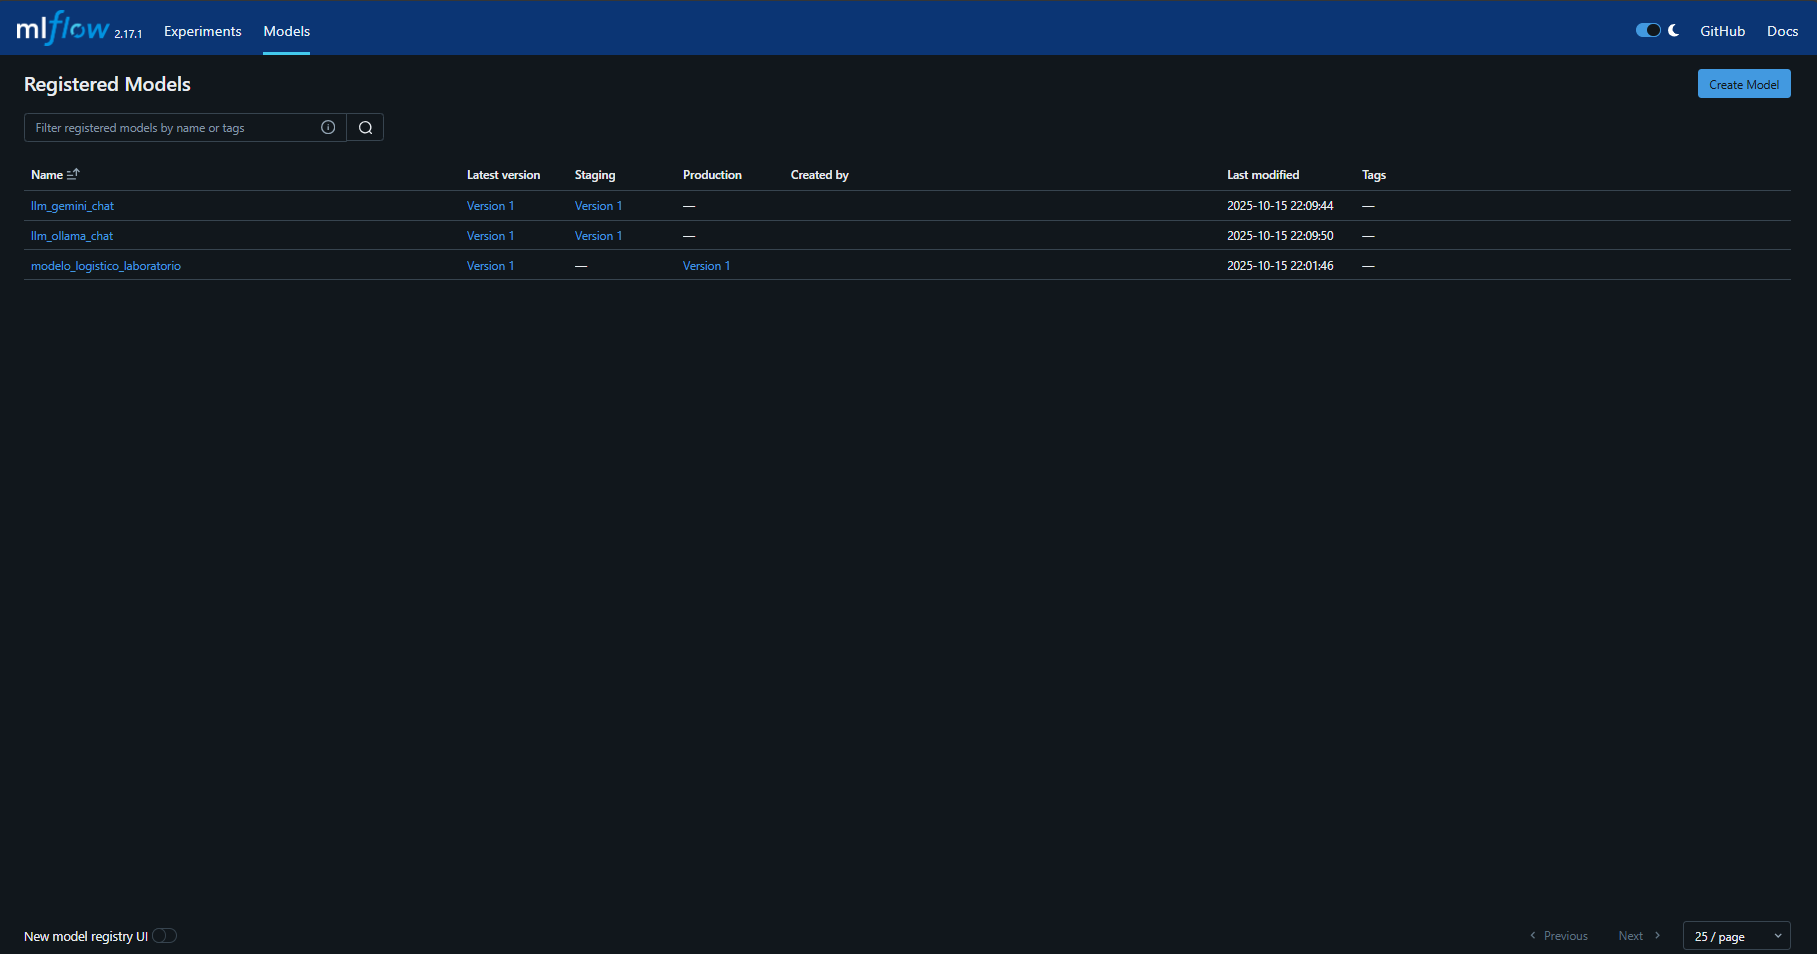 mlflow 2.17.1 Experiments Models GitHub Docs
Registered Models Create Model
Filter registered models by name or tags
Name Latest version Staging Production Created by Last modified Tags
llm_gemini_chat Version 1 Version 1 — 2025-10-15 22:09:44 —
llm_ollama_chat Version 1 Version 1 — 2025-10-15 22:09:50 —
modelo_logistico_laboratorio Version 1 — Version 1 2025-10-15 22:01:46 —
New model registry UI Previous Next 25 / page